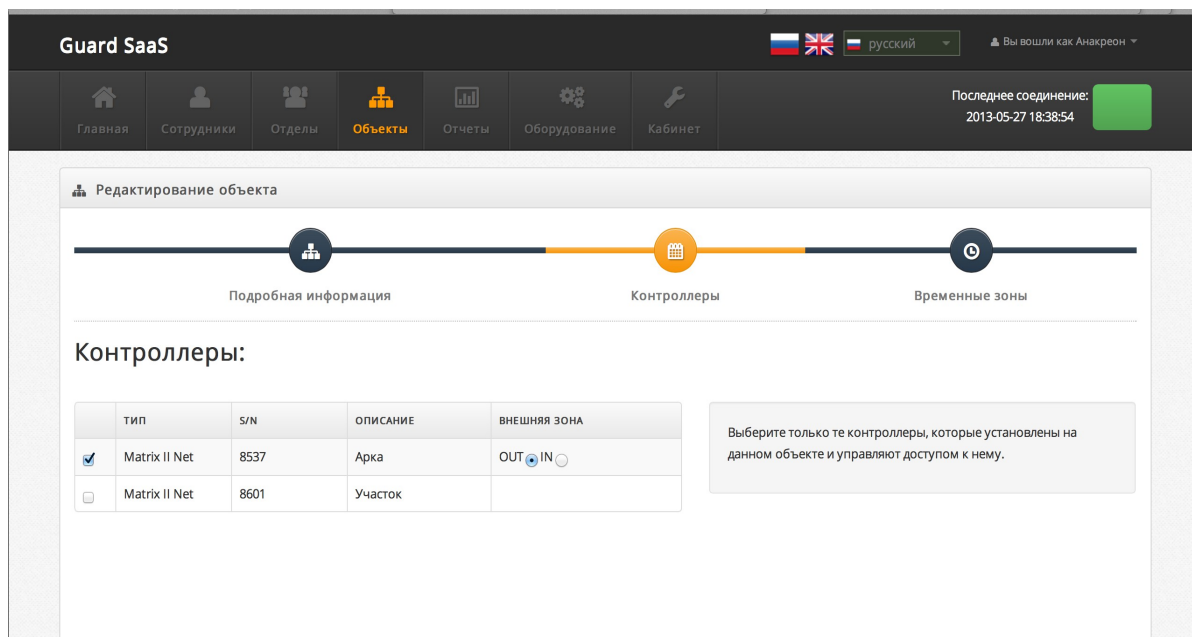 Guard SaaS
русский
Вы вошли как Анакреон
Главная
Сотрудники
Отделы
Объекты
Отчеты
Оборудование
Кабинет
Последнее соединение:
2013-05-27 18:38:54
Редактирование объекта
Подробная информация
Контроллеры
Временные зоны
Контроллеры:
ТИП S/N ОПИСАНИЕ ВНЕШНЯЯ ЗОНА
Matrix II Net 8537 Арка OUT IN
Matrix II Net 8601 Участок
Выберите только те контроллеры, которые установлены на
данном объекте и управляют доступом к нему.